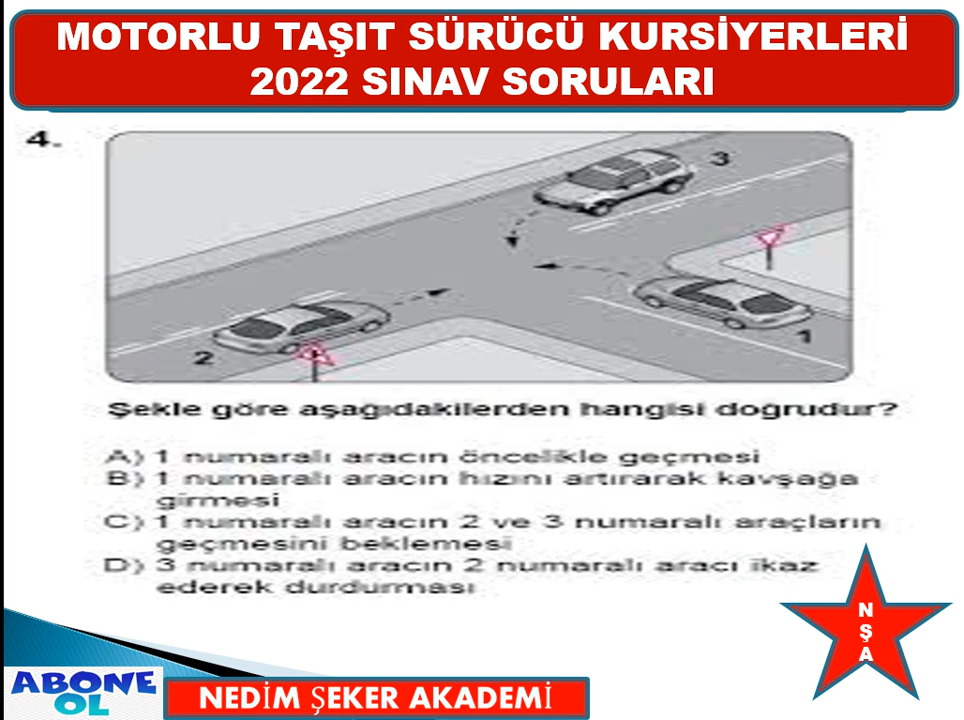 MOTORLU TAŞIT SÜRÜCÜ KURSİYERLERİ
2022 SINAV SORULARI
4.
3
1
2
Şekle göre aşağıdakilerden hangisi doğrudur?
A) 1 numaralı aracın öncelikle geçmesi
B) 1 numaralı aracın hızını artırarak kavşağa
girmesi
C) 1 numaralı aracın 2 ve 3 numaralı araçların
geçmesini beklemesi
D) 3 numaralı aracın 2 numaralı aracı ikaz
ederek durdurması
N
Ş
A
ABONE
OL
NEDİM ŞEKER AKADEMİ